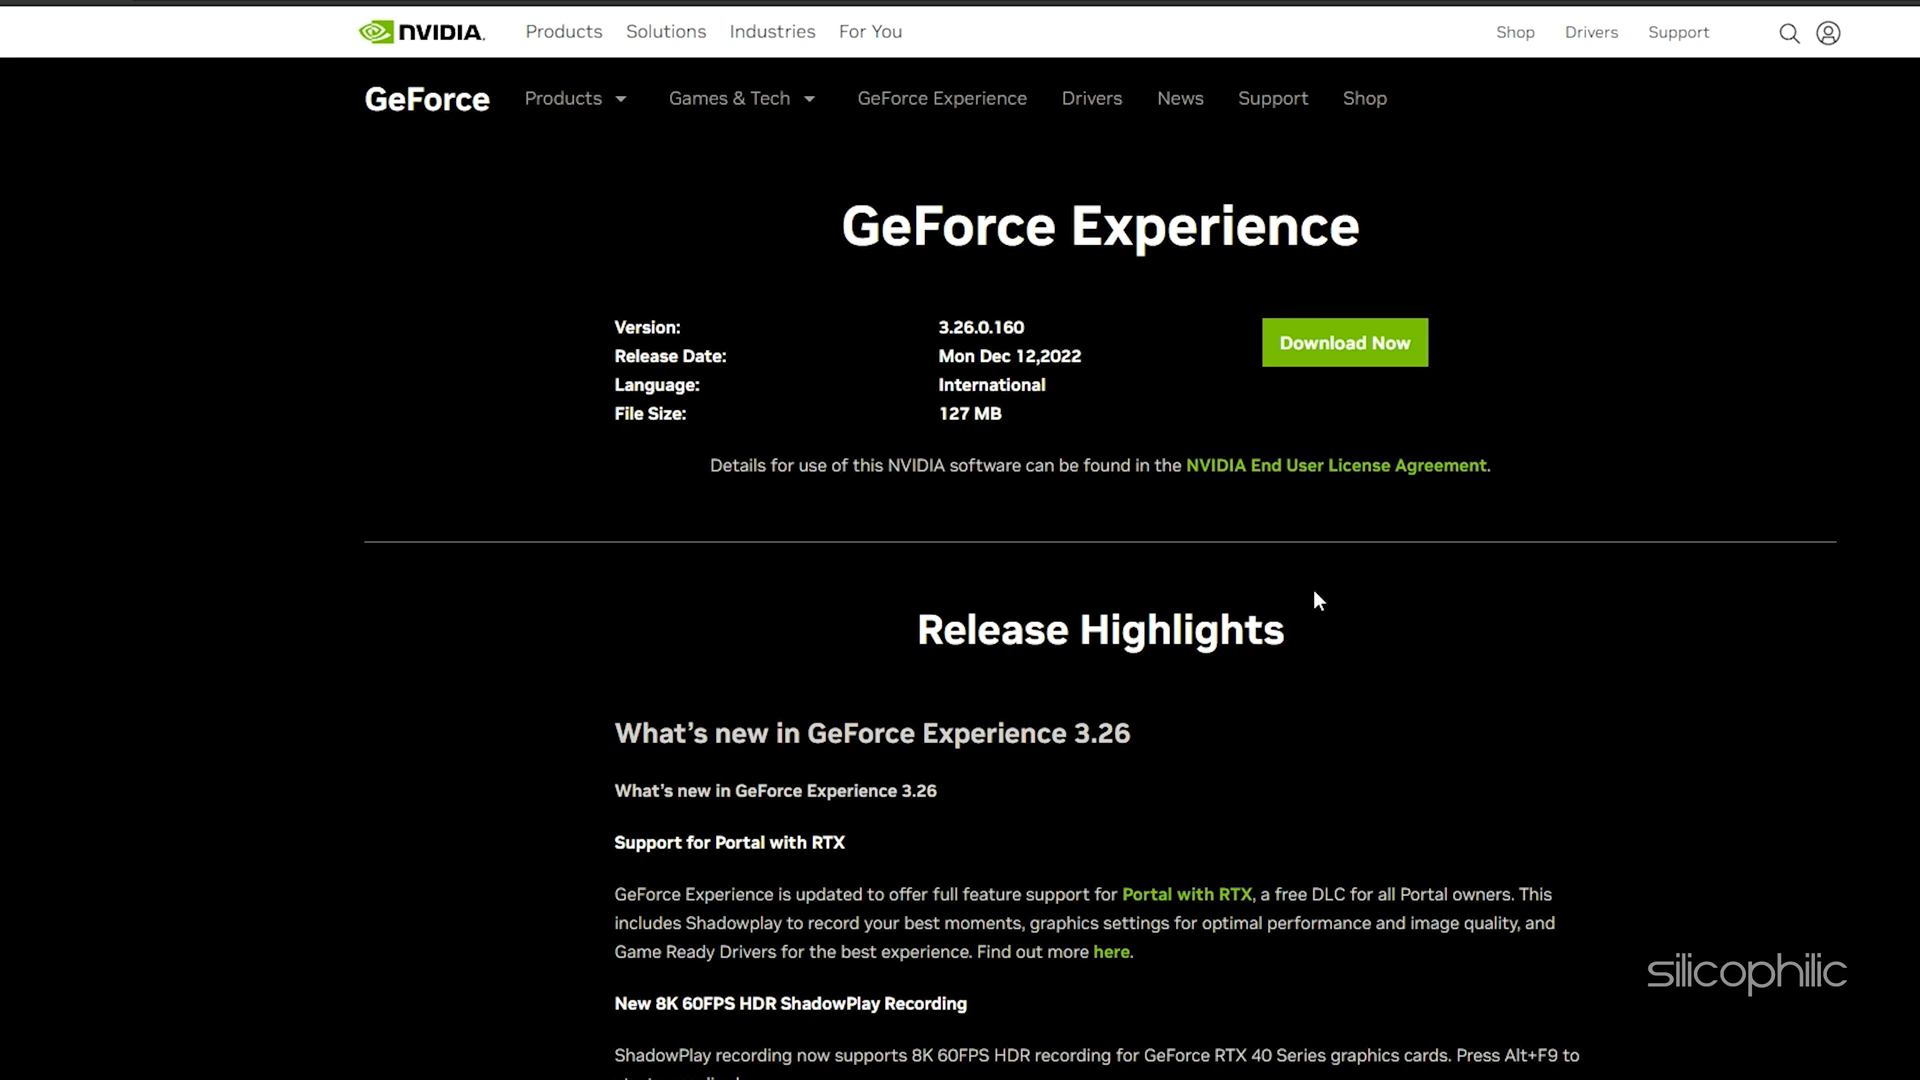 NVIDIA. Products Solutions Industries For You Shop Drivers Support
GeForce Products Games & Tech GeForce Experience Drivers News Support Shop
GeForce Experience
Version: 3.26.0.160 Download Now
Release Date: Mon Dec 12,2022
Language: International
File Size: 127 MB
Details for use of this NVIDIA software can be found in the NVIDIA End User License Agreement.
Release Highlights
What's new in GeForce Experience 3.26
What's new in GeForce Experience 3.26
Support for Portal with RTX
GeForce Experience is updated to offer full feature support for Portal with RTX, a free DLC for all Portal owners. This
includes Shadowplay to record your best moments, graphics settings for optimal performance and image quality, and
Game Ready Drivers for the best experience. Find out more here.
silicophilic
New 8K 60FPS HDR ShadowPlay Recording
ShadowPlay recording now supports 8K 60FPS HDR recording for GeForce RTX 40 Series graphics cards. Press Alt+F9 to